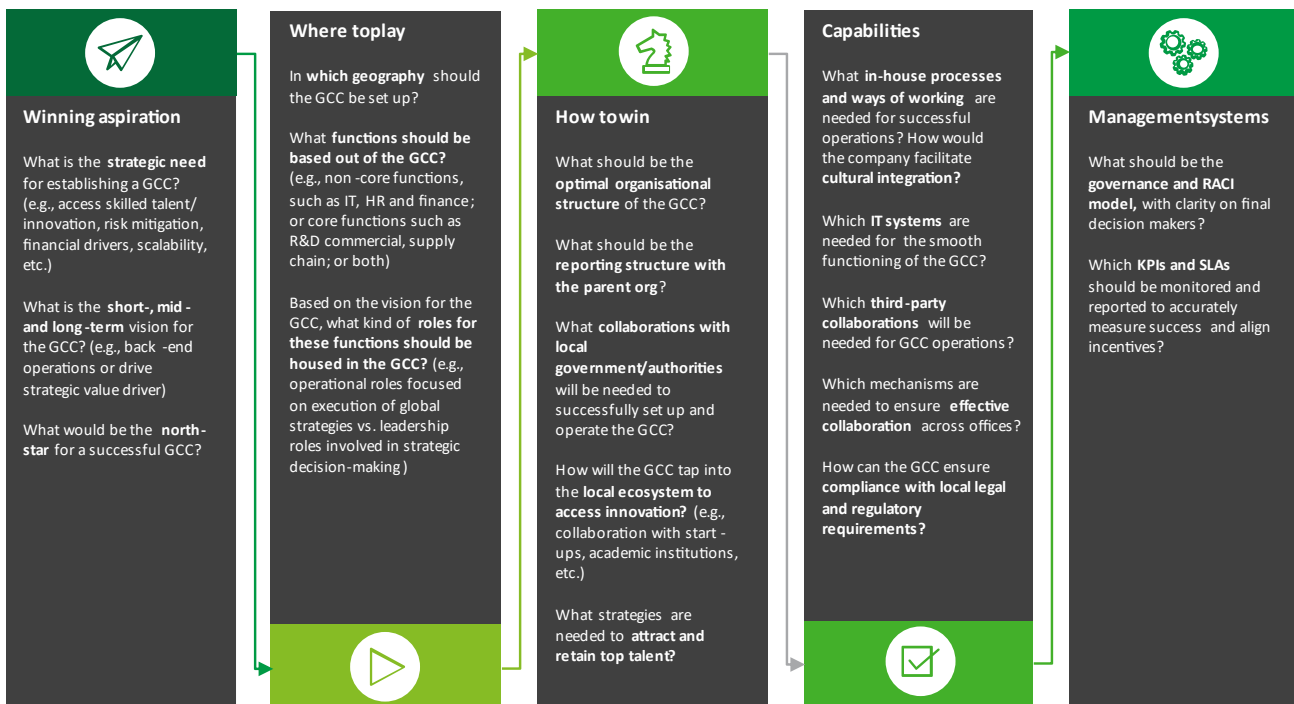 Winning aspiration
What is the strategic need
for establishing a GCC?
(e.g., access skilled talent/
innovation, risk mitigation,
financial drivers, scalability,
etc.)
What is the short-, mid -
and long -term vision for
the GCC? (e.g., back -end
operations or drive
strategic value driver)
What would be the north-
star for a successful GCC?
Where toplay
In which geography should
the GCC be set up?
What functions should be
based out of the GCC?
(e.g., non -core functions,
such as IT, HR and finance;
or core functions such as
R&D commercial, supply
chain; or both)
Based on the vision for the
GCC, what kind of roles for
these functions should be
housed in the GCC? (e.g.,
operational roles focused
on execution of global
strategies vs. leadership
roles involved in strategic
decision-making )
How towin
What should be the
optimal organisational
structure of the GCC?
What should be the
reporting structure with
the parent org?
What collaborations with
local
government/authorities
will be needed to
successfully set up and
operate the GCC?
How will the GCC tap into
the local ecosystem to
access innovation? (e.g.,
collaboration with start -
ups, academic institutions,
etc.)
What strategies are
needed to attract and
retain top talent?
Capabilities
What in-house processes
and ways of working are
needed for successful
operations? How would
the company facilitate
cultural integration?
Which IT systems are
needed for the smooth
functioning of the GCC?
Which third-party
collaborations will be
needed for GCC operations?
Which mechanisms are
needed to ensure effective
collaboration across offices?
How can the GCC ensure
compliance with local legal
and regulatory
requirements?
Managementsystems
What should be the
governance and RACI
model, with clarity on final
decision makers?
Which KPIs and SLAs
should be monitored and
reported to accurately
measure success and align
incentives?